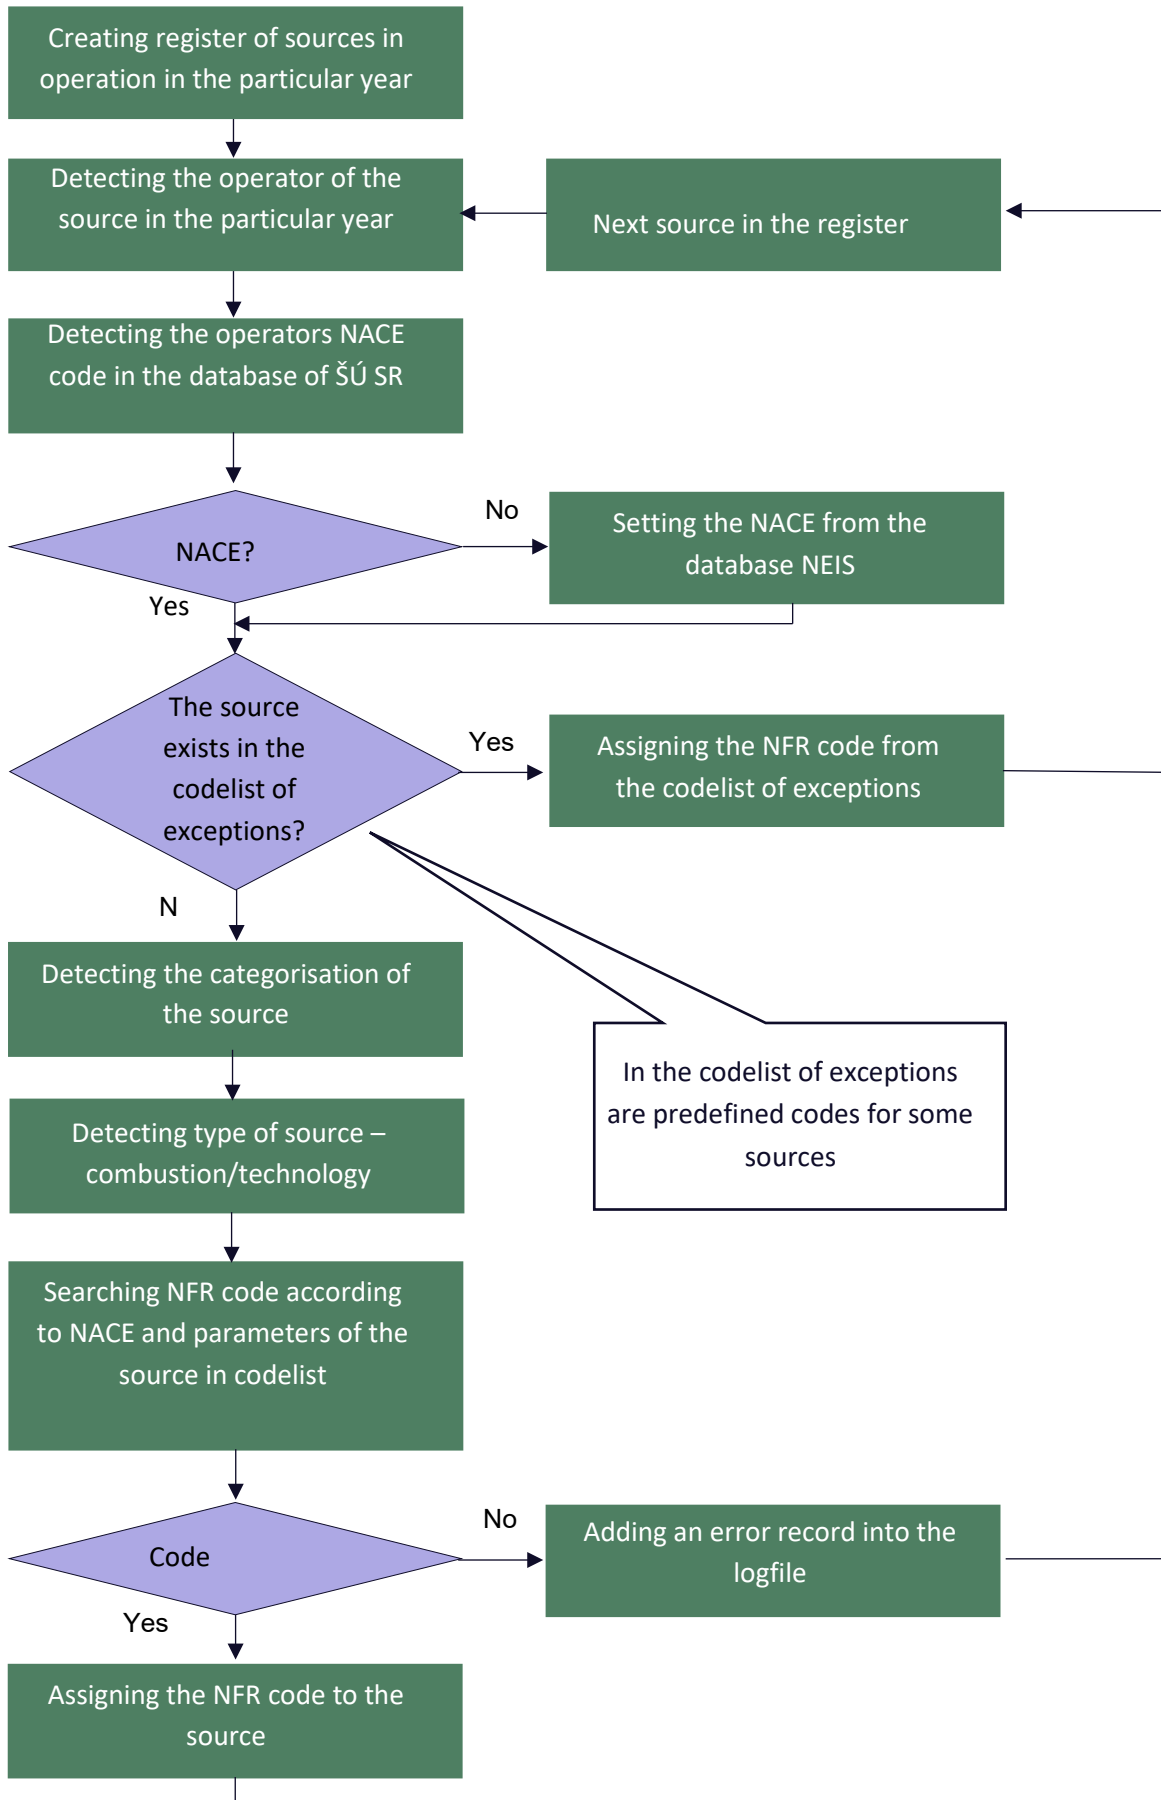 Creating register of sources in
operation in the particular year
Detecting the operator of the
source in the particular year
Next source in the register
Detecting the operators NACE
code in the database of ŠÚ SR
NACE?
No
Setting the NACE from the
database NEIS
Yes
The source
exists in the
codelist of
exceptions?
Yes
Assigning the NFR code from
the codelist of exceptions
N
Detecting the categorisation of
the source
In the codelist of exceptions
are predefined codes for some
sources
Detecting type of source –
combustion/technology
Searching NFR code according
to NACE and parameters of the
source in codelist
Code
No
Adding an error record into the
logfile
Yes
Assigning the NFR code to the
source